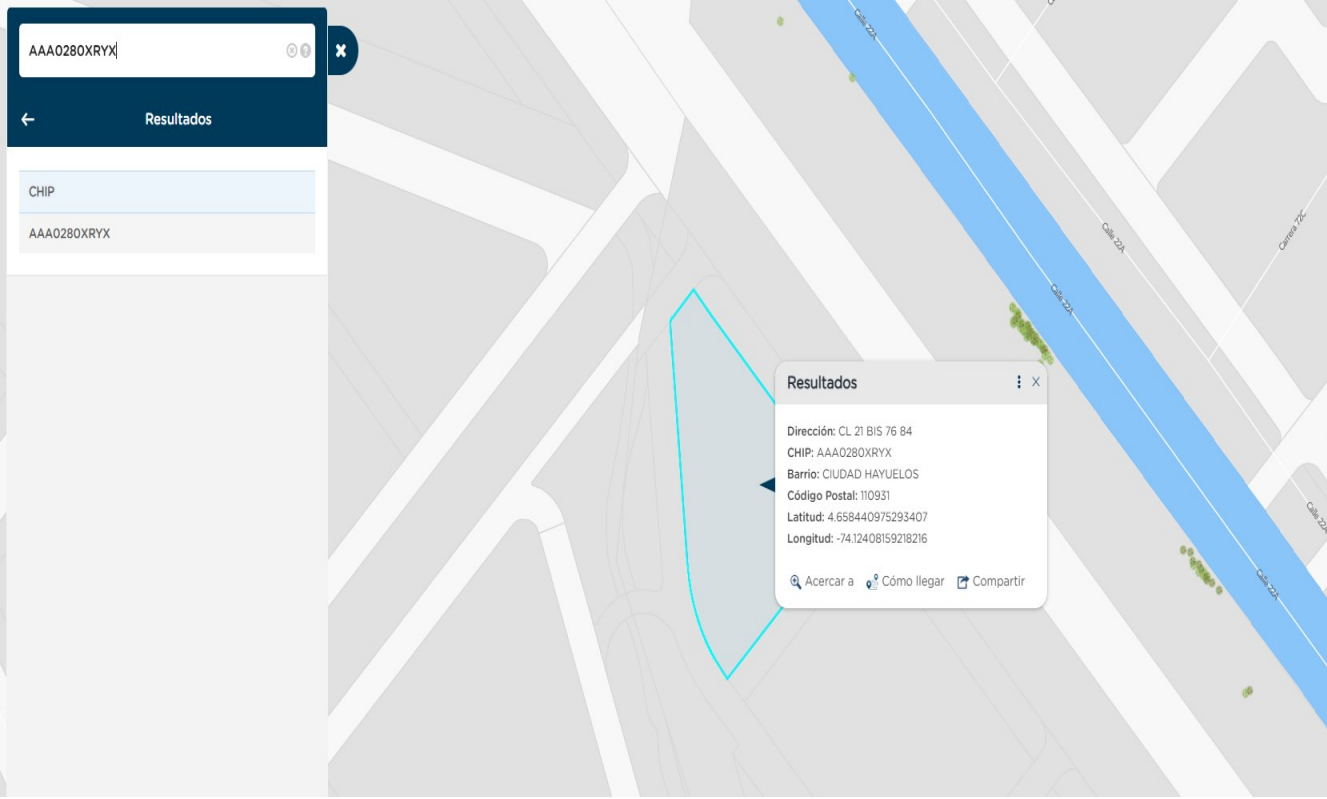 AAA0280XRYX
Resultados
CHIP
AAA0280XRYX
Calle 22A
Calle 22A
Carrera 72C
Calle 22A
Resultados
Dirección: CL 21 BIS 76 84
CHIP: AAA0280XRYX
Barrio: CIUDAD HAYUELOS
Código Postal: 110931
Latitud: 4.658440975293407
Longitud: -74.12408159218216
Acercar a Cómo llegar Compartir
Calle 22A
Calle 22A